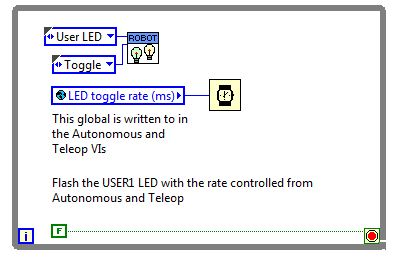 User LED
ROBOT
Toggle
LED toggle rate (ms)
This global is written to in
the Autonomous and
Teleop VIs
Flash the USER1 LED with the rate controlled from
Autonomous and Teleop
i
F